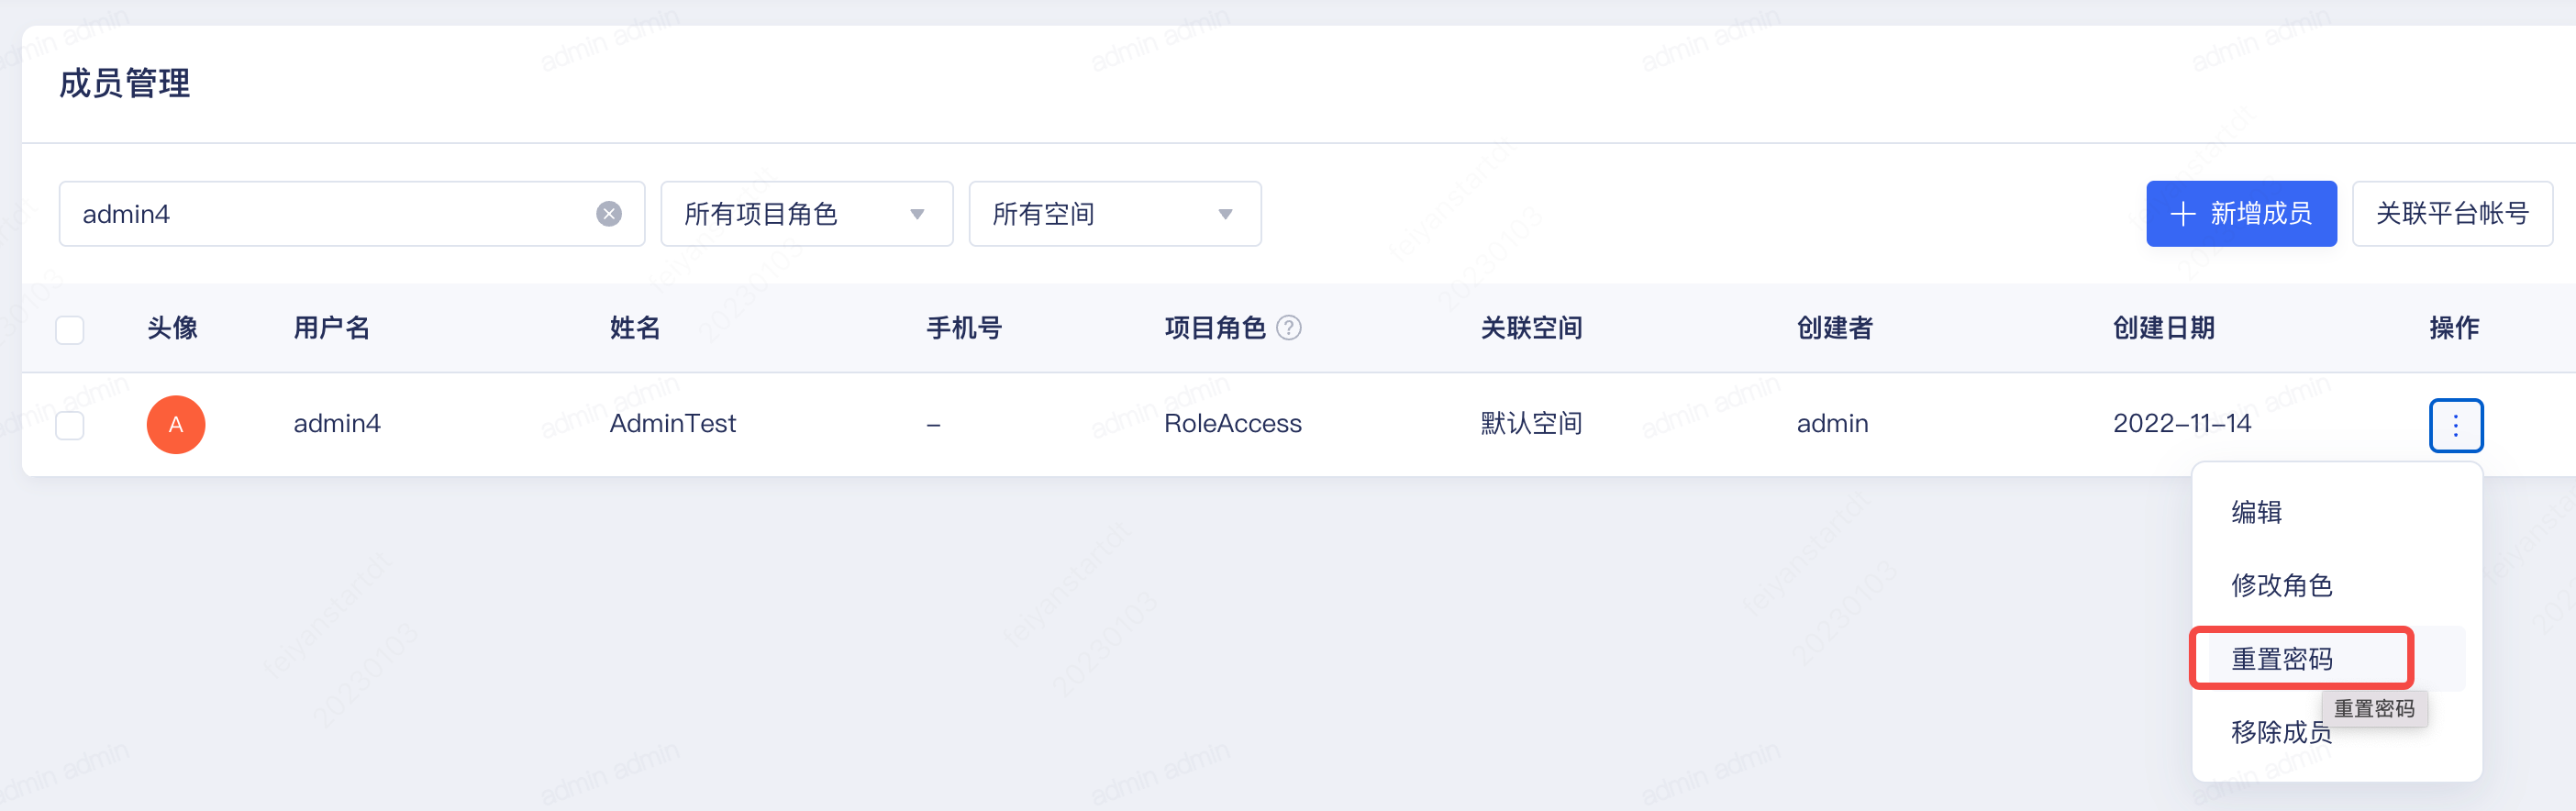 成员管理
admin4 所有项目角色 所有空间 + 新增成员 关联平台帐号
头像 用户名 姓名 手机号 项目角色 ? 关联空间 创建者 创建日期 操作
A admin4 AdminTest – RoleAccess 默认空间 admin 2022–11–14
编辑
修改角色
重置密码
重置密码
移除成员
admin admin
feiyanstartdt
20230103